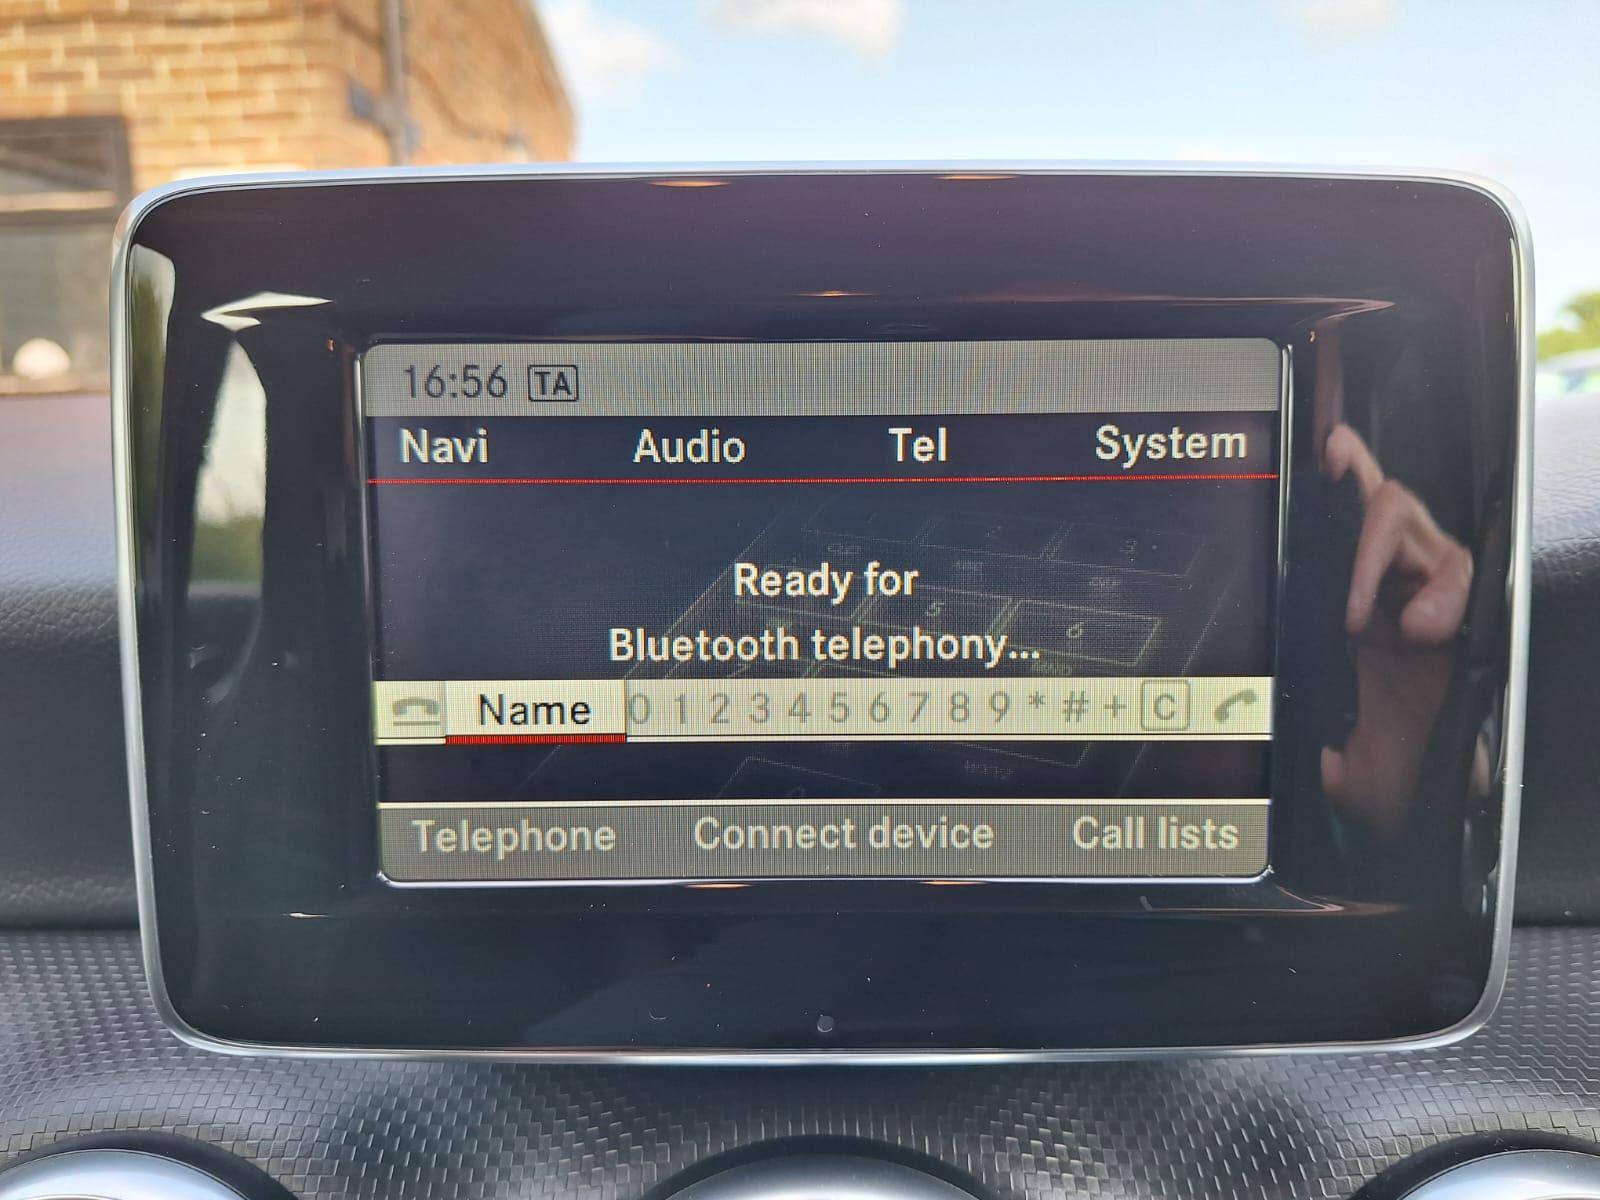 16:56 TA
Navi Audio Tel System
Ready for
Bluetooth telephony...
Name 0 1 2 3 4 5 6 7 8 9 * # + C
Telephone Connect device Call lists